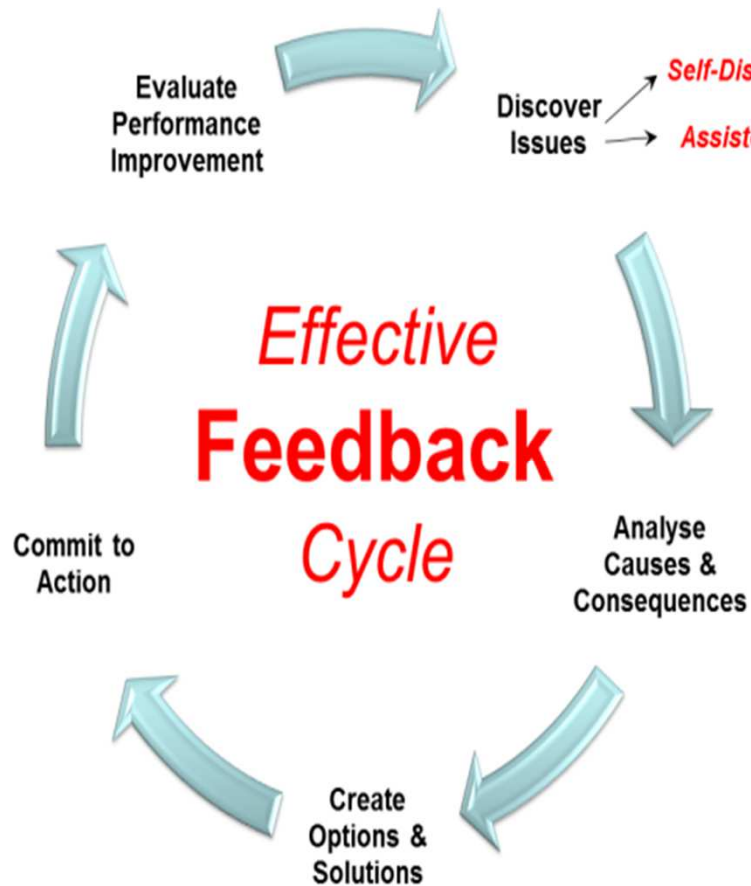 Evaluate
Performance
Improvement
Discover
Issues
Effective
Feedback
Cycle
Analyse
Causes &
Consequences
Commit to
Action
Create
Options &
Solutions